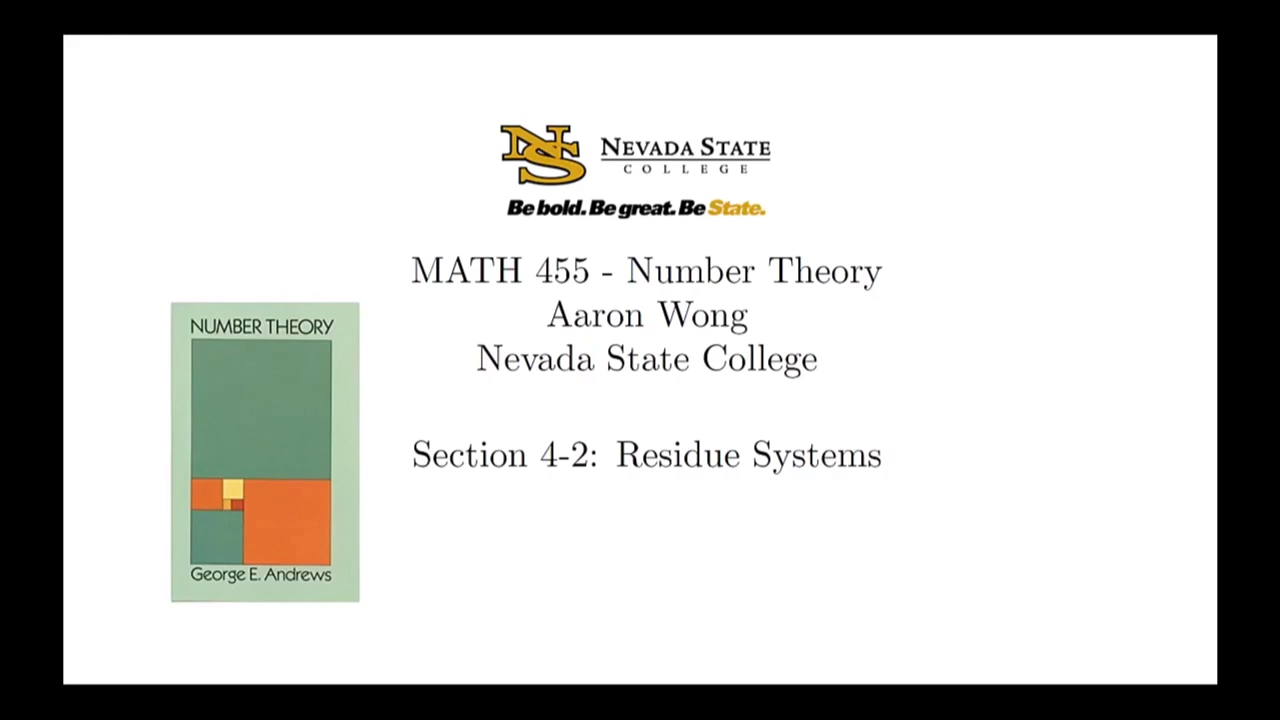 NS NEVADA STATE
COLLEGE
Be bold. Be great. Be State.
MATH 455 - Number Theory
Aaron Wong
Nevada State College
NUMBER THEORY
George E. Andrews
Section 4-2: Residue Systems